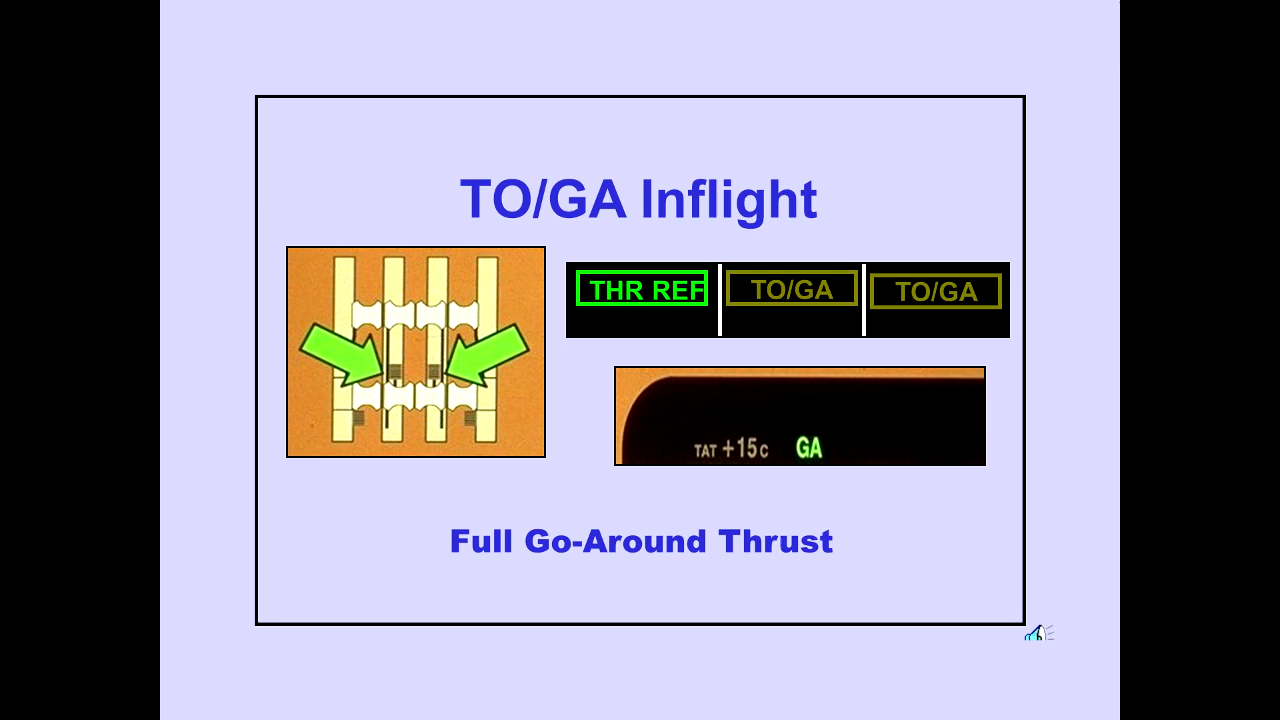 TO/GA Inflight
THR REF TO/GA TO/GA
TAT +15c GA
Full Go-Around Thrust